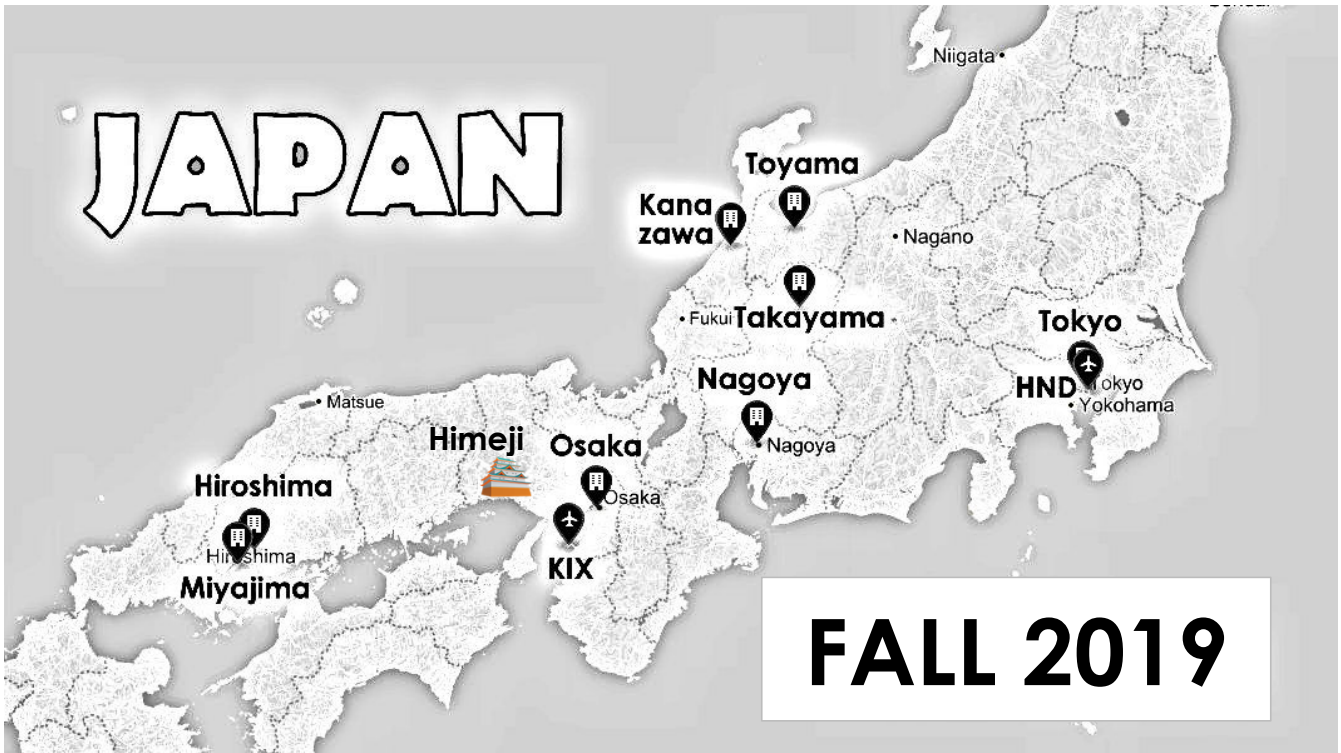 Niigata
JAPAN
Toyama
Kana
zawa
Nagano
Fukui
Takayama
Tokyo
HND
Tokyo
Yokohama
Nagoya
Nagoya
Matsue
Himeji
Osaka
Osaka
Hiroshima
Hiroshima
Miyajima
KIX
FALL 2019